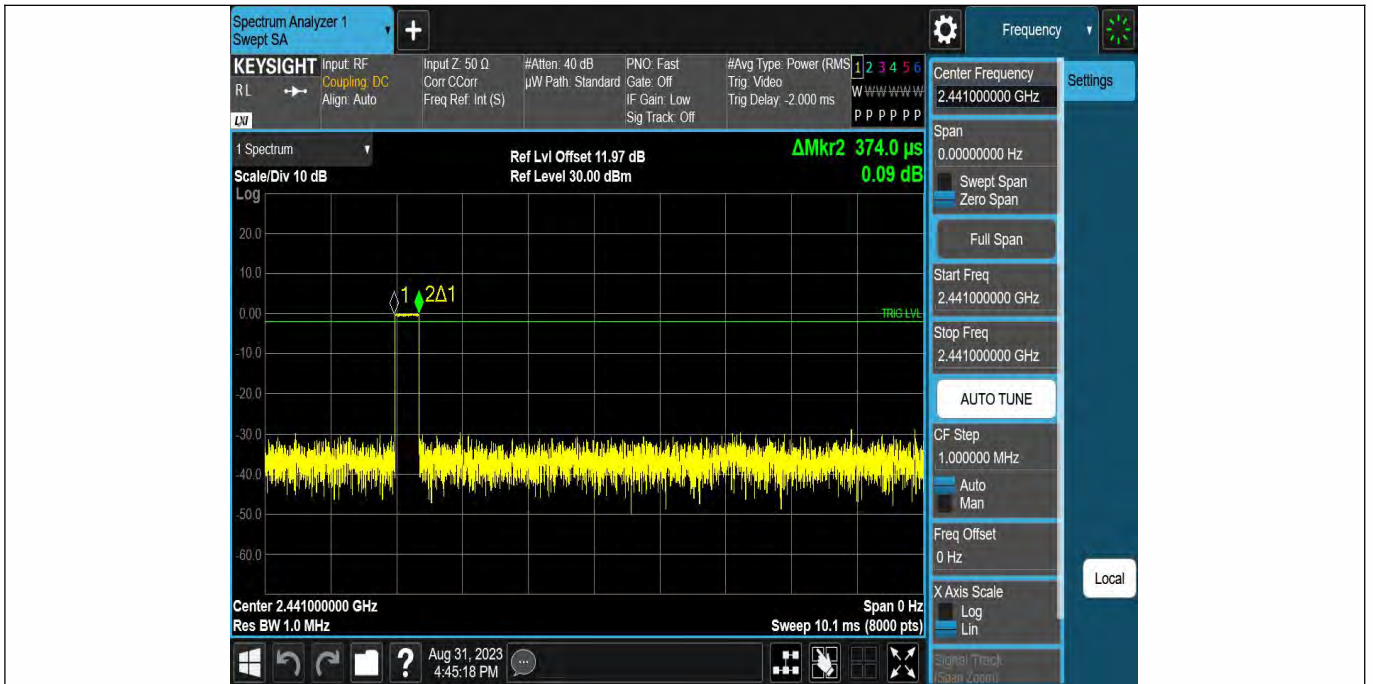 Spectrum Analyzer 1
Swept SA
+
Frequency
KEYSIGHT
RL
LXI
Input: RF
Coupling: DC
Align: Auto
Input Z: 50 Ω
Corr CCorr
Freq Ref: Int (S)
#Atten: 40 dB
µW Path: Standard
PNO: Fast
Gate: Off
IF Gain: Low
Sig Track: Off
#Avg Type: Power (RMS
Trig: Video
Trig Delay: -2.000 ms
1 2 3 4 5 6
W W W W W W
P P P P P P
1 Spectrum
Scale/Div 10 dB
Log
Ref Lvl Offset 11.97 dB
Ref Level 30.00 dBm
ΔMkr2 374.0 µs
0.09 dB
20.0
10.0
0.00
-10.0
-20.0
-30.0
-40.0
-50.0
-60.0
1
2Δ1
TRIG LVL
Center 2.441000000 GHz
Res BW 1.0 MHz
Span 0 Hz
Sweep 10.1 ms (8000 pts)
Center Frequency
2.441000000 GHz
Settings
Span
0.00000000 Hz
Swept Span
Zero Span
Full Span
Start Freq
2.441000000 GHz
Stop Freq
2.441000000 GHz
AUTO TUNE
CF Step
1.000000 MHz
Auto
Man
Freq Offset
0 Hz
X Axis Scale
Log
Lin
Signal Track
(Span Zoom)
Local
?
Aug 31, 2023
4:45:18 PM